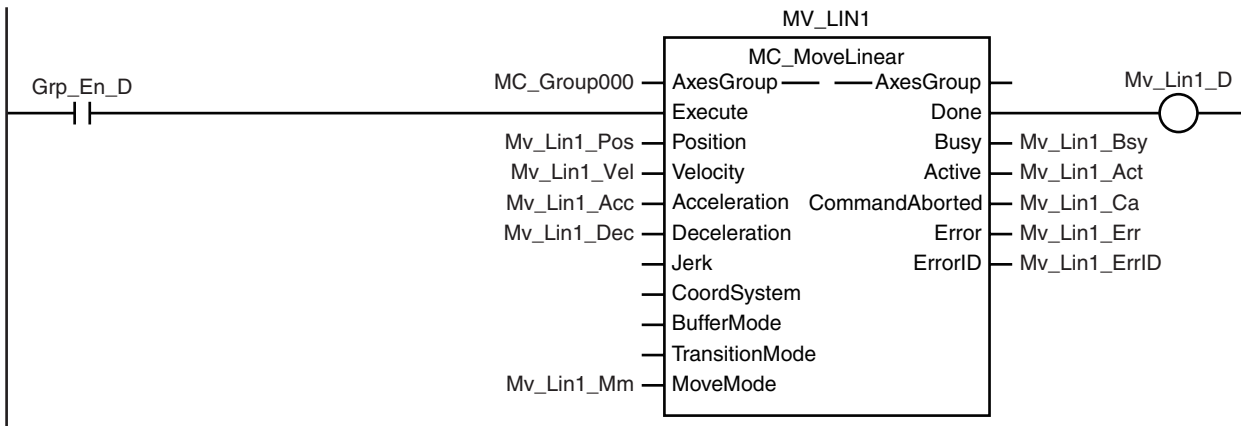 MV_LIN1
MC_MoveLinear
Grp_En_D
MC_Group000 AxesGroup AxesGroup Mv_Lin1_D
Execute Done
Mv_Lin1_Pos Position Busy Mv_Lin1_Bsy
Mv_Lin1_Vel Velocity Active Mv_Lin1_Act
Mv_Lin1_Acc Acceleration CommandAborted Mv_Lin1_Ca
Mv_Lin1_Dec Deceleration Error Mv_Lin1_Err
Jerk ErrorID Mv_Lin1_ErrID
CoordSystem
BufferMode
TransitionMode
Mv_Lin1_Mm MoveMode